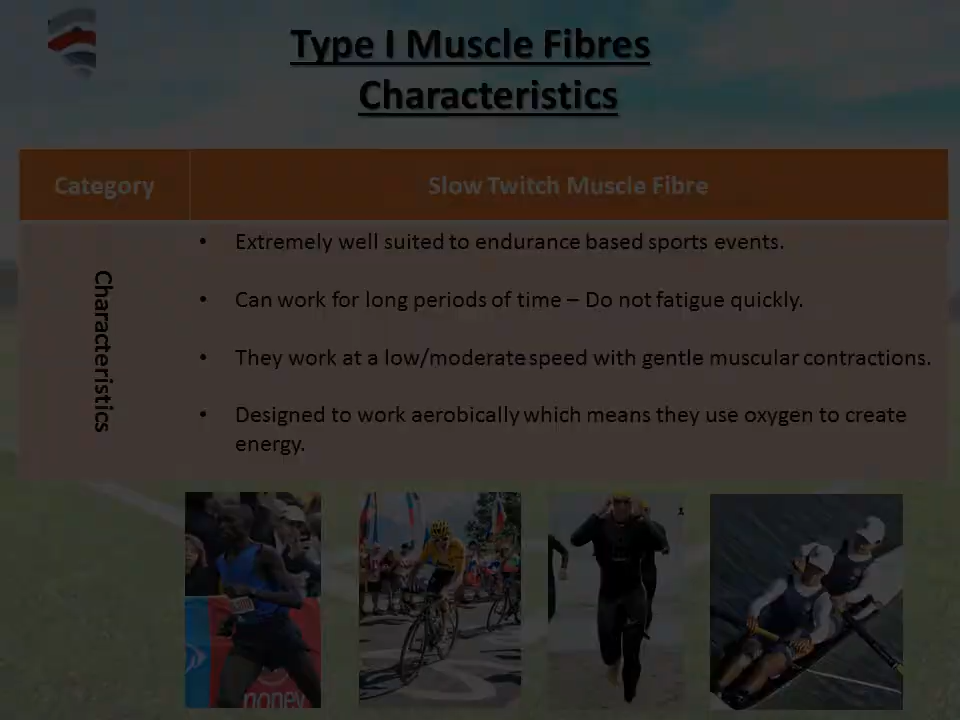 Type I Muscle Fibres
Characteristics
Category
Slow Twitch Muscle Fibre
Characteristics
• Extremely well suited to endurance based sports events.
• Can work for long periods of time – Do not fatigue quickly.
• They work at a low/moderate speed with gentle muscular contractions.
• Designed to work aerobically which means they use oxygen to create
energy.
money